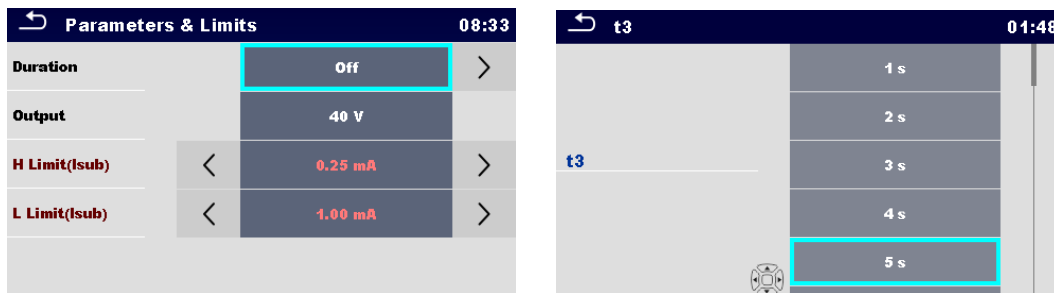 Parameters & Limits 08:33
Duration Off
Output 40 V
H Limit(Isub) 0.25 mA
L Limit(Isub) 1.00 mA
t3 01:48
1 s
2 s
t3 3 s
4 s
5 s